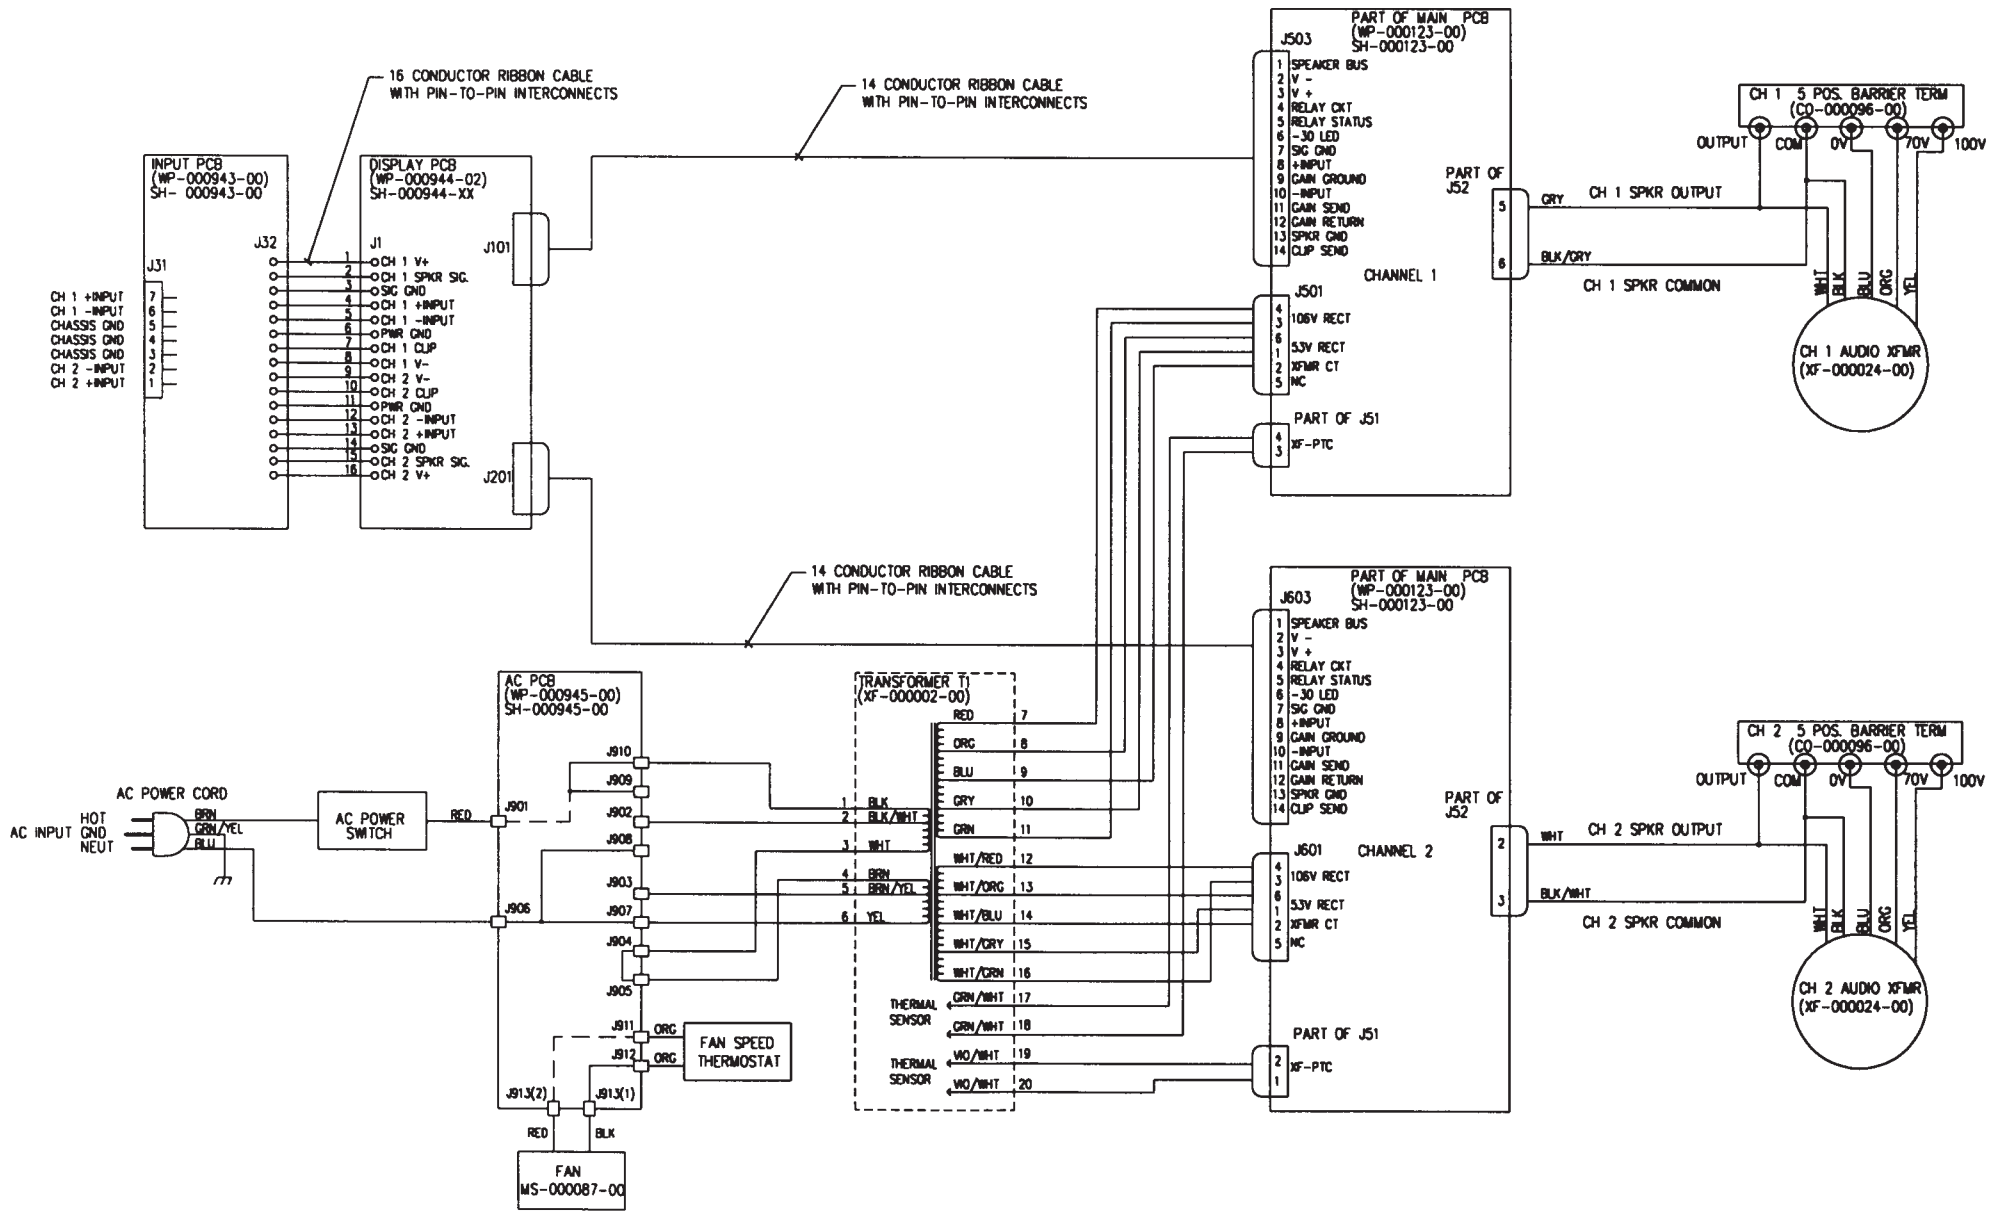 16 CONDUCTOR RIBBON CABLE
WITH PIN-TO-PIN INTERCONNECTS
14 CONDUCTOR RIBBON CABLE
WITH PIN-TO-PIN INTERCONNECTS
INPUT PCB
(WP-000943-00)
SH- 000943-00
J32
J31
CH 1 +INPUT 7
CH 1 -INPUT 6
CHASSIS GND 5
CHASSIS GND 4
CHASSIS GND 3
CH 2 -INPUT 2
CH 2 +INPUT 1
DISPLAY PCB
(WP-000944-02)
SH-000944-XX
J1
J101
J201
1 CH 1 V+
2 CH 1 SPKR SIG.
3 SIG GND
4 CH 1 +INPUT
5 CH 1 -INPUT
6 PWR GND
7 CH 1 CLIP
8 CH 1 V-
9 CH 2 V-
10 CH 2 CLIP
11 PWR GND
12 CH 2 -INPUT
13 CH 2 +INPUT
14 SIG GND
15 CH 2 SPKR SIG.
16 CH 2 V+
PART OF MAIN PCB
(WP-000123-00)
SH-000123-00
J503
1 SPEAKER BUS
2 V -
3 V +
4 RELAY CKT
5 RELAY STATUS
6 -30 LED
7 SIG GND
8 +INPUT
9 GAIN GROUND
10 -INPUT
11 GAIN SEND
12 GAIN RETURN
13 SPKR GND
14 CLIP SEND
CHANNEL 1
J501
4
3 106V RECT
6
1 53V RECT
2 XFMR CT
5 NC
PART OF J51
4 XF-PTC
3
PART OF
J52
5 GRY CH 1 SPKR OUTPUT
6 BLK/GRY
CH 1 SPKR COMMON
CH 1 5 POS. BARRIER TERM
(CO-000096-00)
OUTPUT COM 0V 70V 100V
WHT BLK BLU ORG YEL
CH 1 AUDIO XFMR
(XF-000024-00)
14 CONDUCTOR RIBBON CABLE
WITH PIN-TO-PIN INTERCONNECTS
PART OF MAIN PCB
(WP-000123-00)
SH-000123-00
J603
1 SPEAKER BUS
2 V -
3 V +
4 RELAY CKT
5 RELAY STATUS
6 -30 LED
7 SIG GND
8 +INPUT
9 GAIN GROUND
10 -INPUT
11 GAIN SEND
12 GAIN RETURN
13 SPKR GND
14 CLIP SEND
J601 CHANNEL 2
4
3 106V RECT
6
1 53V RECT
2 XFMR CT
5 NC
PART OF J51
2 XF-PTC
1
PART OF
J52
2 WHT CH 2 SPKR OUTPUT
3 BLK/WHT
CH 2 SPKR COMMON
CH 2 5 POS. BARRIER TERM
(CO-000096-00)
OUTPUT COM 0V 70V 100V
WHT BLK BLU ORG YEL
CH 2 AUDIO XFMR
(XF-000024-00)
AC POWER CORD
AC INPUT
HOT
GND
NEUT
BRN
GRN/YEL
BLU
AC POWER
SWITCH
RED
AC PCB
(WP-000945-00)
SH-000945-00
J901
J906
J910
J909
J902
J908
J903
J907
J904
J905
J911 ORG
J912 ORG
FAN SPEED
THERMOSTAT
J913(2) J913(1)
RED BLK
FAN
MS-000087-00
TRANSFORMER T1
(XF-000002-00)
1 BLK
2 BLK/WHT
3 WHT
4 BRN
5 BRN/YEL
6 YEL
RED 7
ORG 8
BLU 9
GRY 10
GRN 11
WHT/RED 12
WHT/ORG 13
WHT/BLU 14
WHT/GRY 15
WHT/GRN 16
THERMAL
SENSOR
GRN/WHT 17
GRN/WHT 18
THERMAL
SENSOR
VIO/WHT 19
VIO/WHT 20